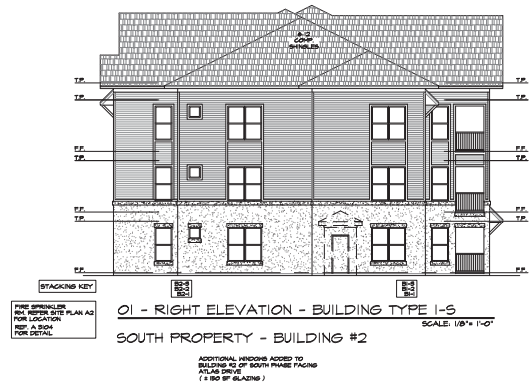 8:12
COMP
SHINGLES
T.P. T.P.
T.P. T.P.
F.F. F.F.
T.P. T.P.
F.F. F.F.
T.P. T.P.
F.F. F.F.
STACKING KEY
FIRE SPRINKLER
RM. REFER SITE PLAN A2
FOR LOCATION
REF. A 5104
FOR DETAIL
01 - RIGHT ELEVATION - BUILDING TYPE 1-S
SCALE: 1/8"= 1'-0"
SOUTH PROPERTY - BUILDING #2
ADDITIONAL WINDOWS ADDED TO
BUILDING #2 OF SOUTH PHASE FACING
ATLAS DRIVE
( ± 150 SF GLAZING )